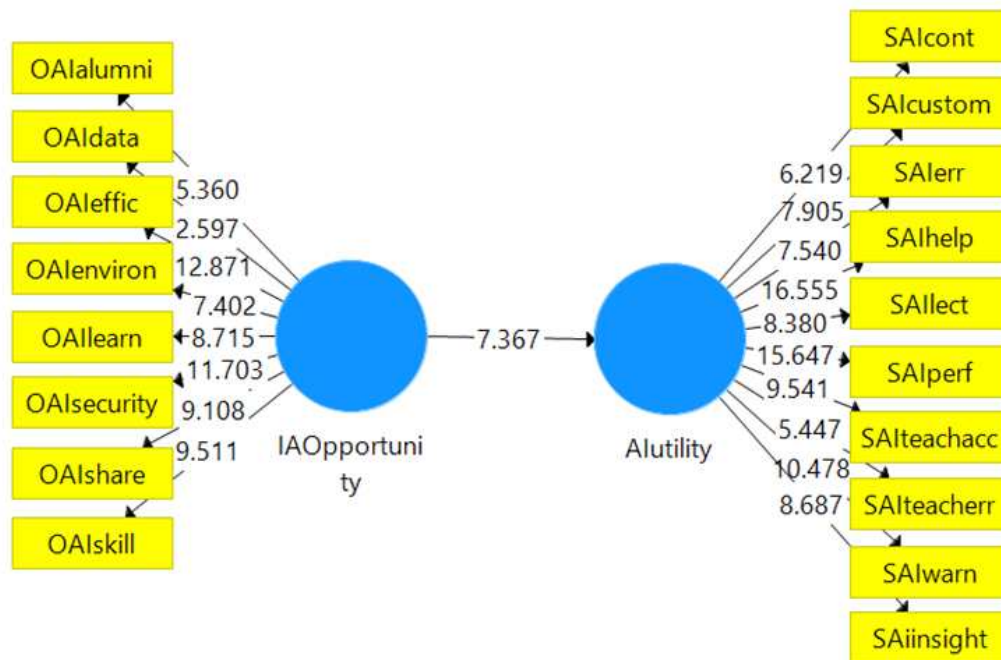 OAIalumni
OAIdata
OAIeffic
OAIenviron
OAIlearn
OAIsecurity
OAIshare
OAIskill
5.360
2.597
12.871
7.402
8.715
11.703
9.108
9.511
IAOpportuni
ty
7.367
AIutility
6.219
7.905
7.540
16.555
8.380
15.647
9.541
5.447
10.478
8.687
SAIcont
SAIcustom
SAIerr
SAIhelp
SAIlect
SAIperf
SAIteachacc
SAIteacherr
SAIwarn
SAiinsight